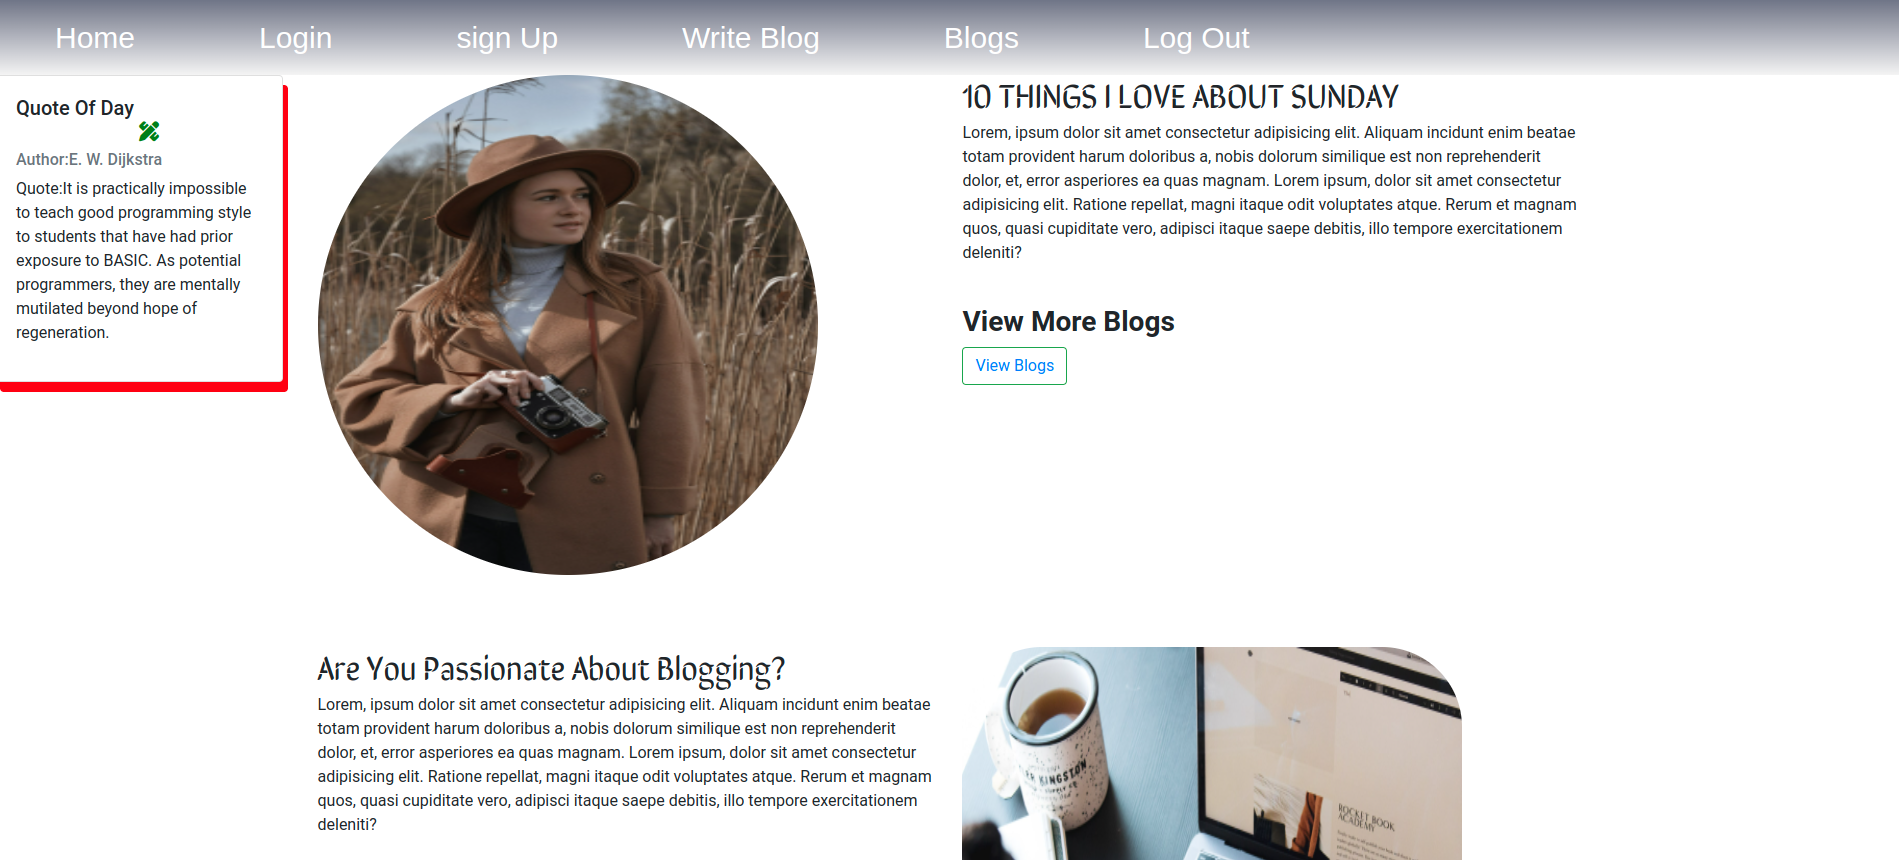 Home Login sign Up Write Blog Blogs Log Out
Quote Of Day
Author:E. W. Dijkstra
Quote:It is practically impossible
to teach good programming style
to students that have had prior
exposure to BASIC. As potential
programmers, they are mentally
mutilated beyond hope of
regeneration.
10 THINGS I LOVE ABOUT SUNDAY
Lorem, ipsum dolor sit amet consectetur adipisicing elit. Aliquam incidunt enim beatae
totam provident harum doloribus a, nobis dolorum similique est non reprehenderit
dolor, et, error asperiores ea quas magnam. Lorem ipsum, dolor sit amet consectetur
adipisicing elit. Ratione repellat, magni itaque odit voluptates atque. Rerum et magnam
quos, quasi cupiditate vero, adipisci itaque saepe debitis, illo tempore exercitationem
deleniti?
View More Blogs
View Blogs
Are You Passionate About Blogging?
Lorem, ipsum dolor sit amet consectetur adipisicing elit. Aliquam incidunt enim beatae
totam provident harum doloribus a, nobis dolorum similique est non reprehenderit
dolor, et, error asperiores ea quas magnam. Lorem ipsum, dolor sit amet consectetur
adipisicing elit. Ratione repellat, magni itaque odit voluptates atque. Rerum et magnam
quos, quasi cupiditate vero, adipisci itaque saepe debitis, illo tempore exercitationem
deleniti?
KINGSTON
ROCKET BOOK
ACADEMY